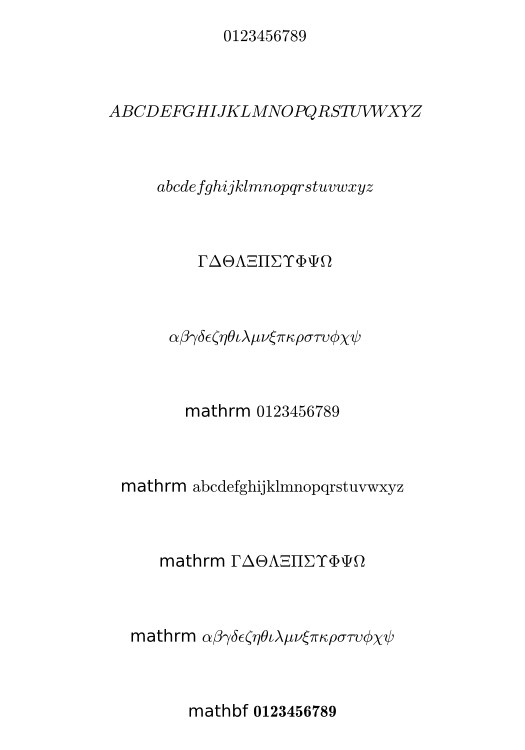 0123456789
ABCDEFGHIJKLMNOPQRSTUVWXYZ
abcdefghijklmnopqrstuvwxyz
ΓΔΘΛΞΠΣΥΦΨΩ
αβγδϵζηθιλμνξπκρστυϕχψ
mathrm 0123456789
mathrm abcdefghijklmnopqrstuvwxyz
mathrm ΓΔΘΛΞΠΣΥΦΨΩ
mathrm αβγδϵζηθιλμνξπκρστυϕχψ
mathbf 0123456789